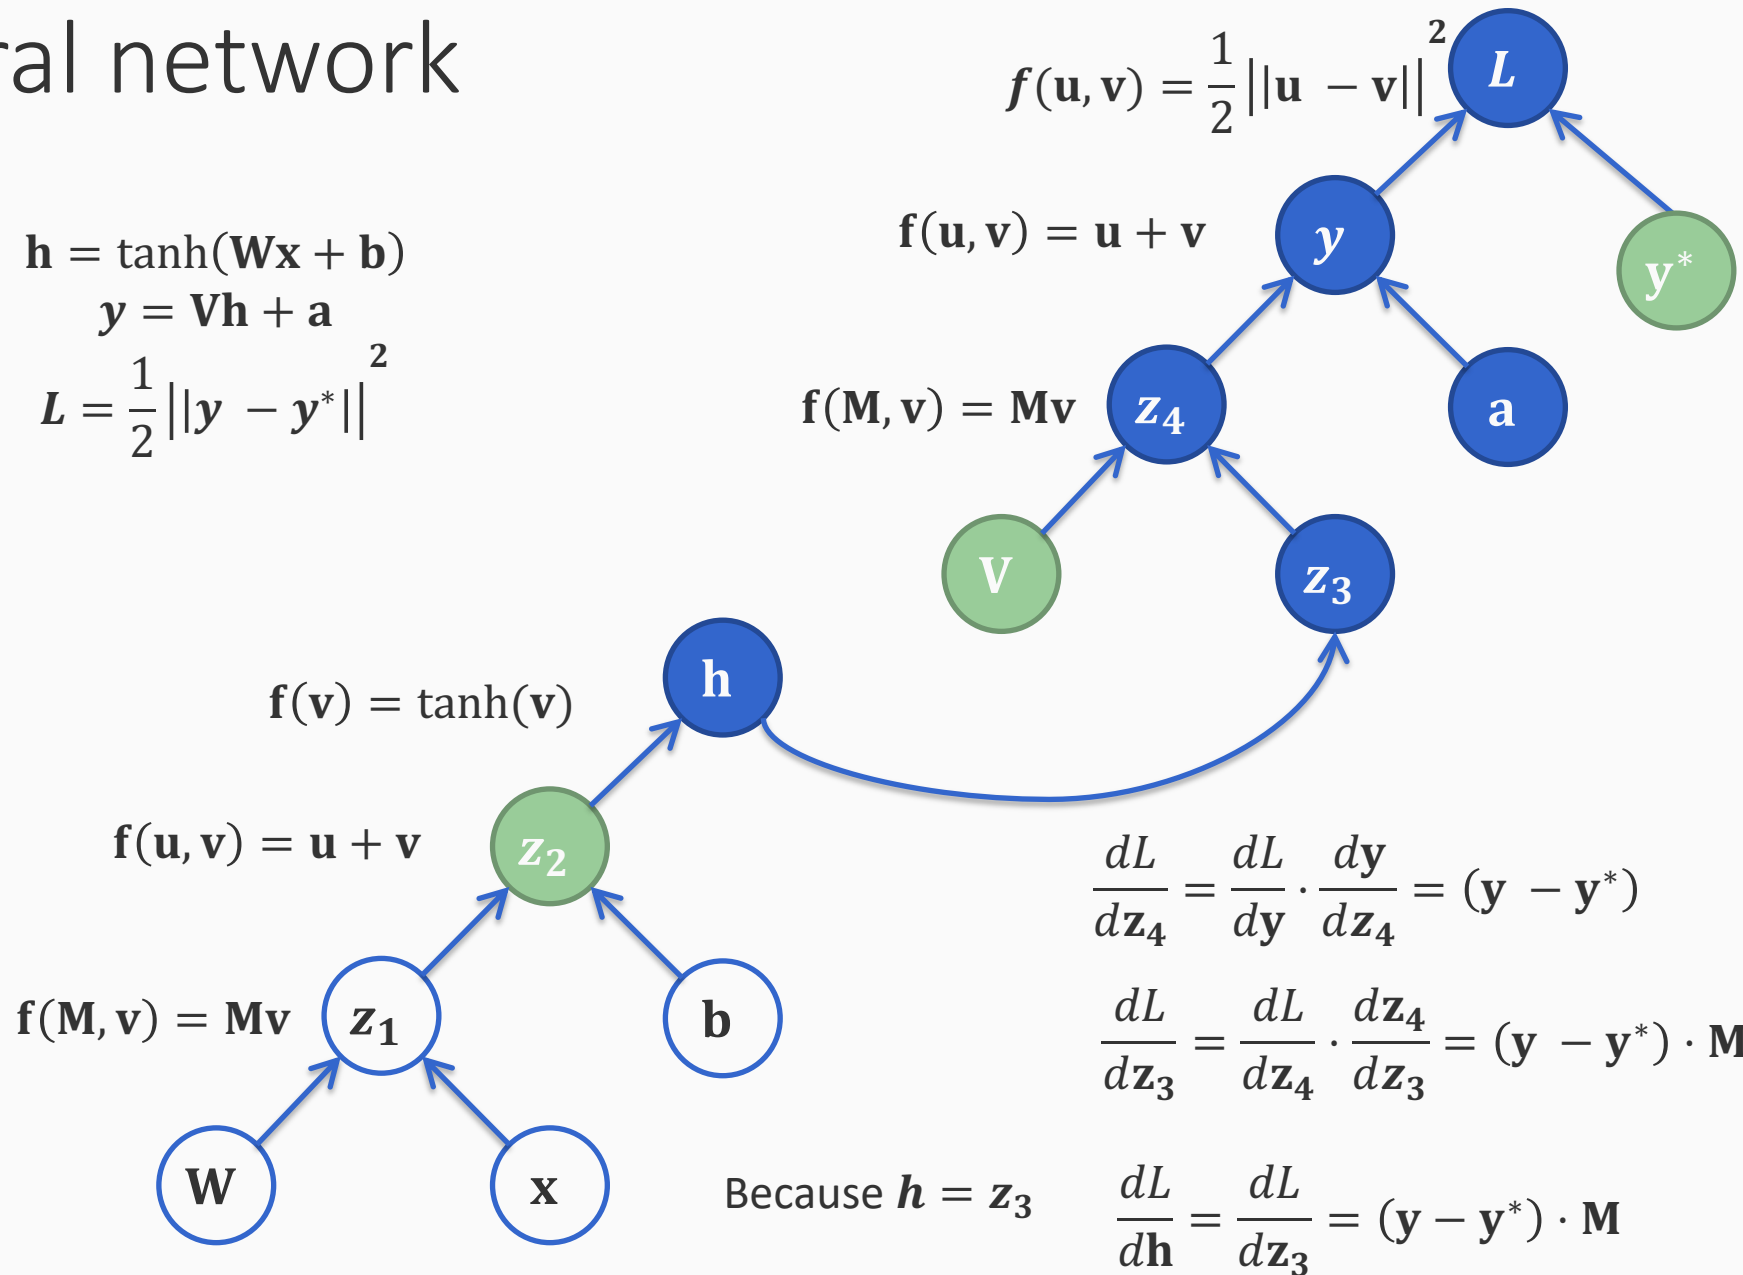 ral network
h = tanh(Wx + b)
y = Vh + a
L = 1/2 ||y − y*||²
f(u, v) = 1/2 ||u − v||²
L
f(u, v) = u + v
y
y*
f(M, v) = Mv
z₄
a
V
z₃
f(v) = tanh(v)
h
f(u, v) = u + v
z₂
f(M, v) = Mv
z₁
b
W
x
dL/dz₄ = dL/dy · dy/dz₄ = (y − y*)
dL/dz₃ = dL/dz₄ · dz₄/dz₃ = (y − y*) · M
Because h = z₃
dL/dh = dL/dz₃ = (y − y*) · M